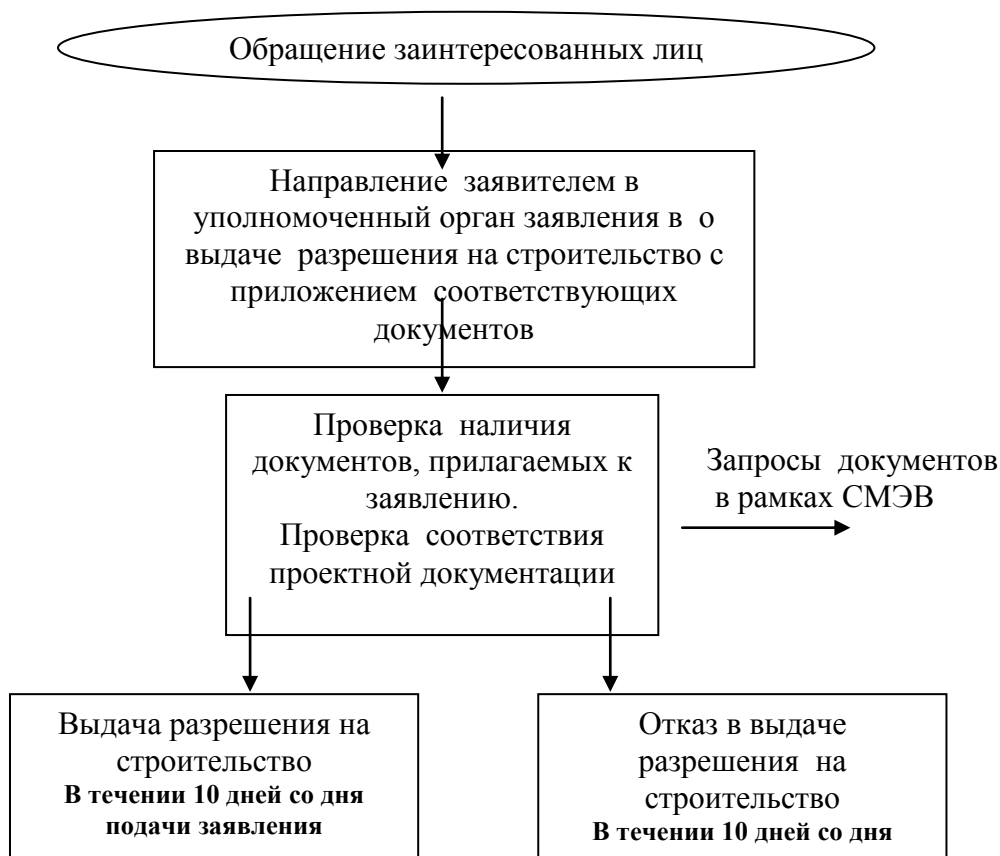 Обращение заинтересованных лиц
Направление заявителем в
уполномоченный орган заявления в о
выдаче разрешения на строительство с
приложением соответствующих
документов
Проверка наличия
документов, прилагаемых к
заявлению.
Проверка соответствия
проектной документации
Запросы документов
в рамках СМЭВ
Выдача разрешения на
строительство
В течении 10 дней со дня
подачи заявления
Отказ в выдаче
разрешения на
строительство
В течении 10 дней со дня